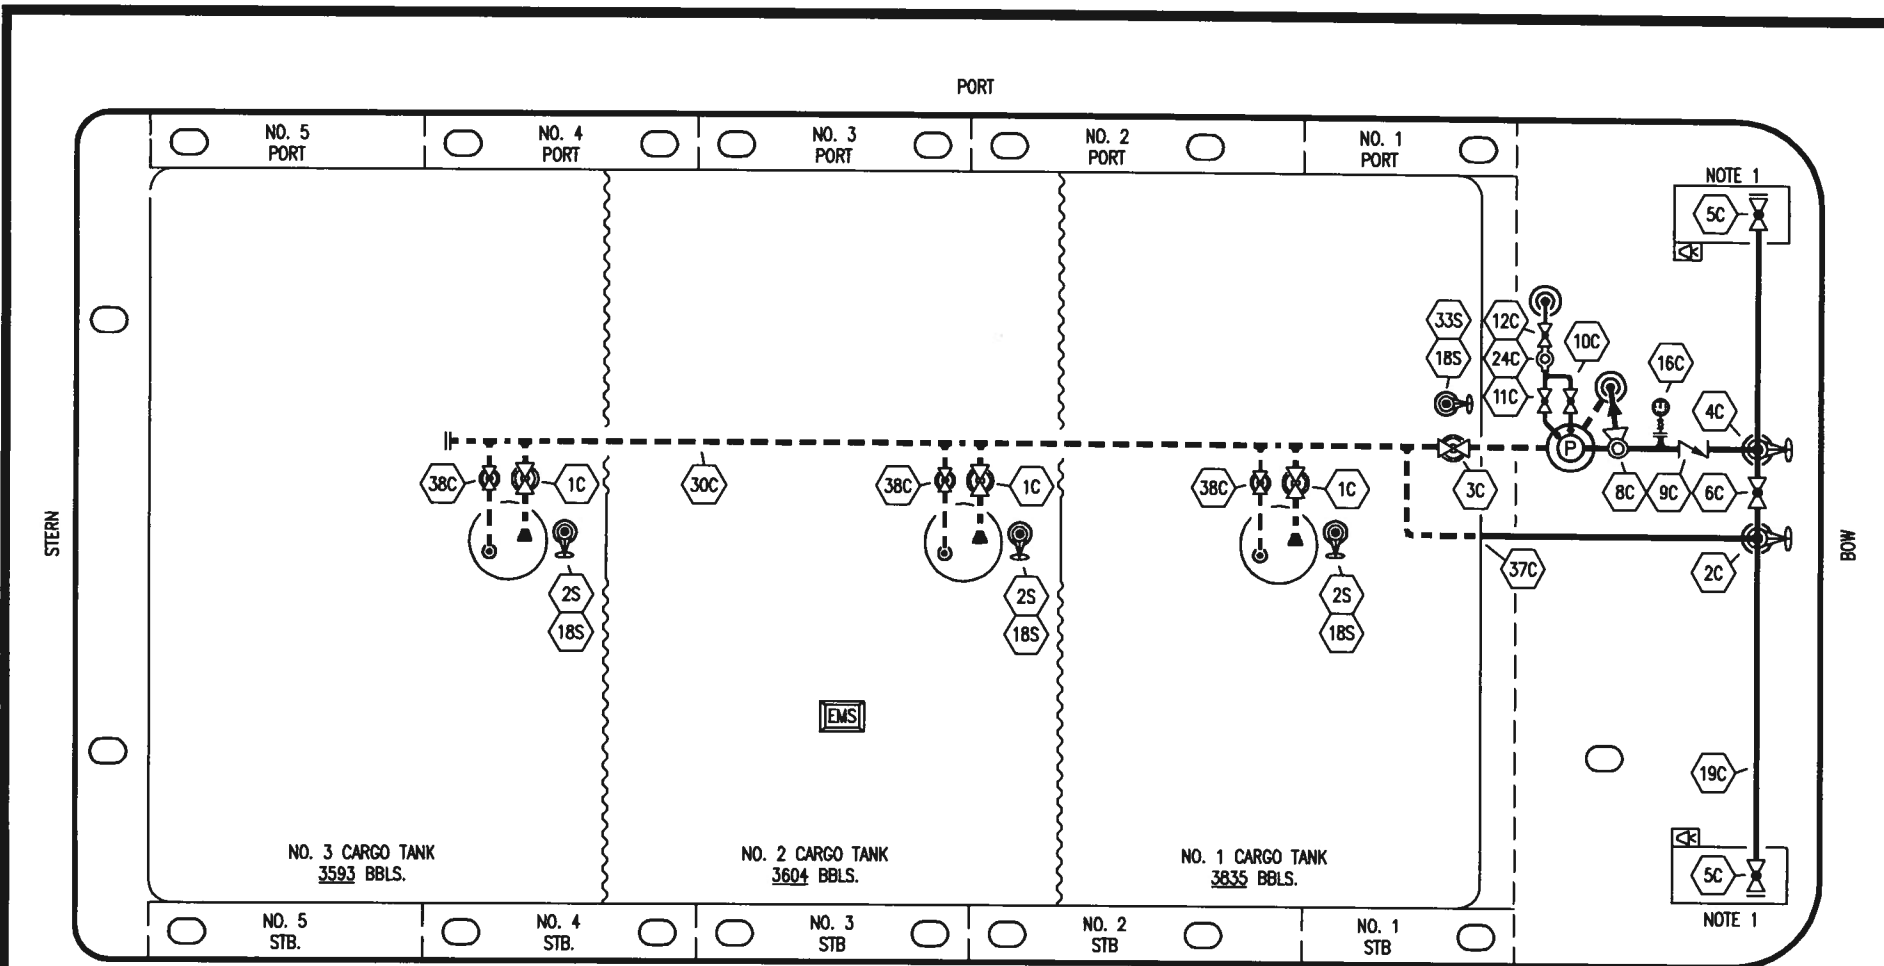 PORT
NO. 5
PORT
NO. 4
PORT
NO. 3
PORT
NO. 2
PORT
NO. 1
PORT
NOTE 1
5C
33S
12C
10C
18S
24C
16C
11C
4C
P
38C
1C
30C
38C
1C
38C
1C
3C
8C
9C
6C
STERN
BOW
37C
2C
2S
18S
2S
18S
2S
18S
EMS
19C
NO. 3 CARGO TANK
3593 BBLS.
NO. 2 CARGO TANK
3604 BBLS.
NO. 1 CARGO TANK
3835 BBLS.
5C
NOTE 1
NO. 5
STB.
NO. 4
STB.
NO. 3
STB
NO. 2
STB
NO. 1
STB